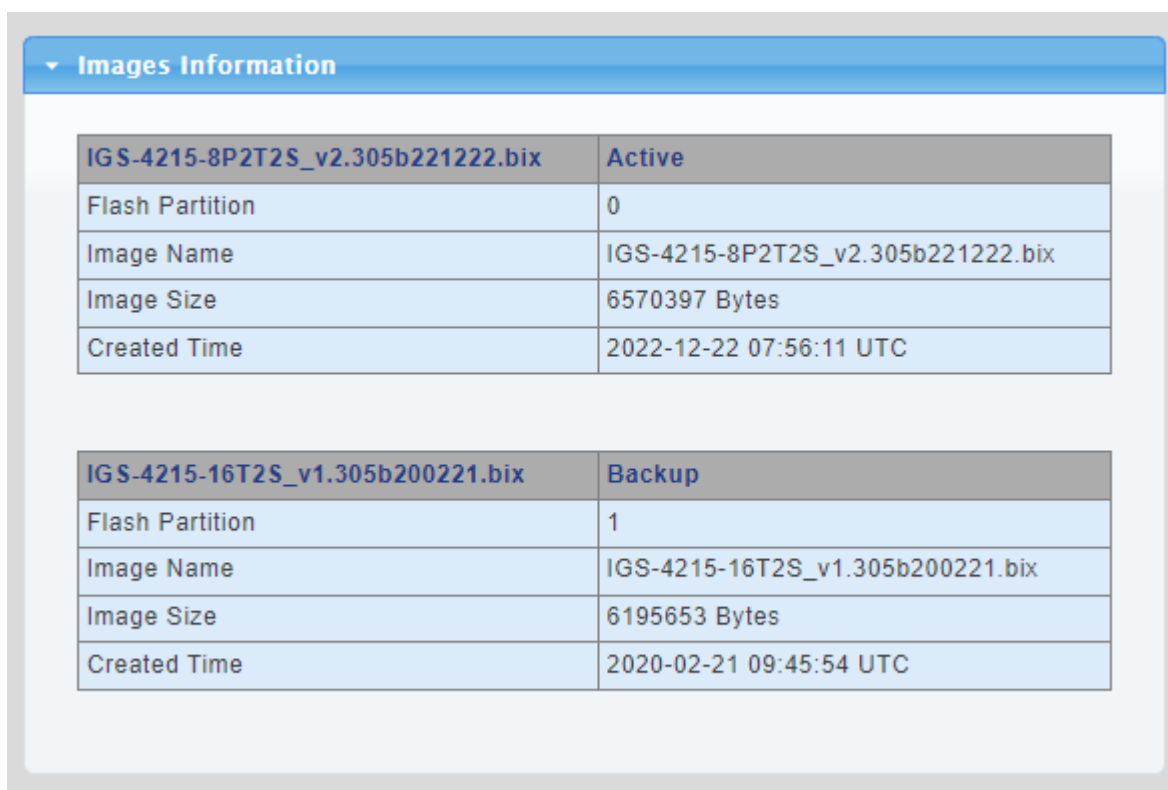 Images Information
IGS-4215-8P2T2S_v2.305b221222.bix Active
Flash Partition 0
Image Name IGS-4215-8P2T2S_v2.305b221222.bix
Image Size 6570397 Bytes
Created Time 2022-12-22 07:56:11 UTC
IGS-4215-16T2S_v1.305b200221.bix Backup
Flash Partition 1
Image Name IGS-4215-16T2S_v1.305b200221.bix
Image Size 6195653 Bytes
Created Time 2020-02-21 09:45:54 UTC